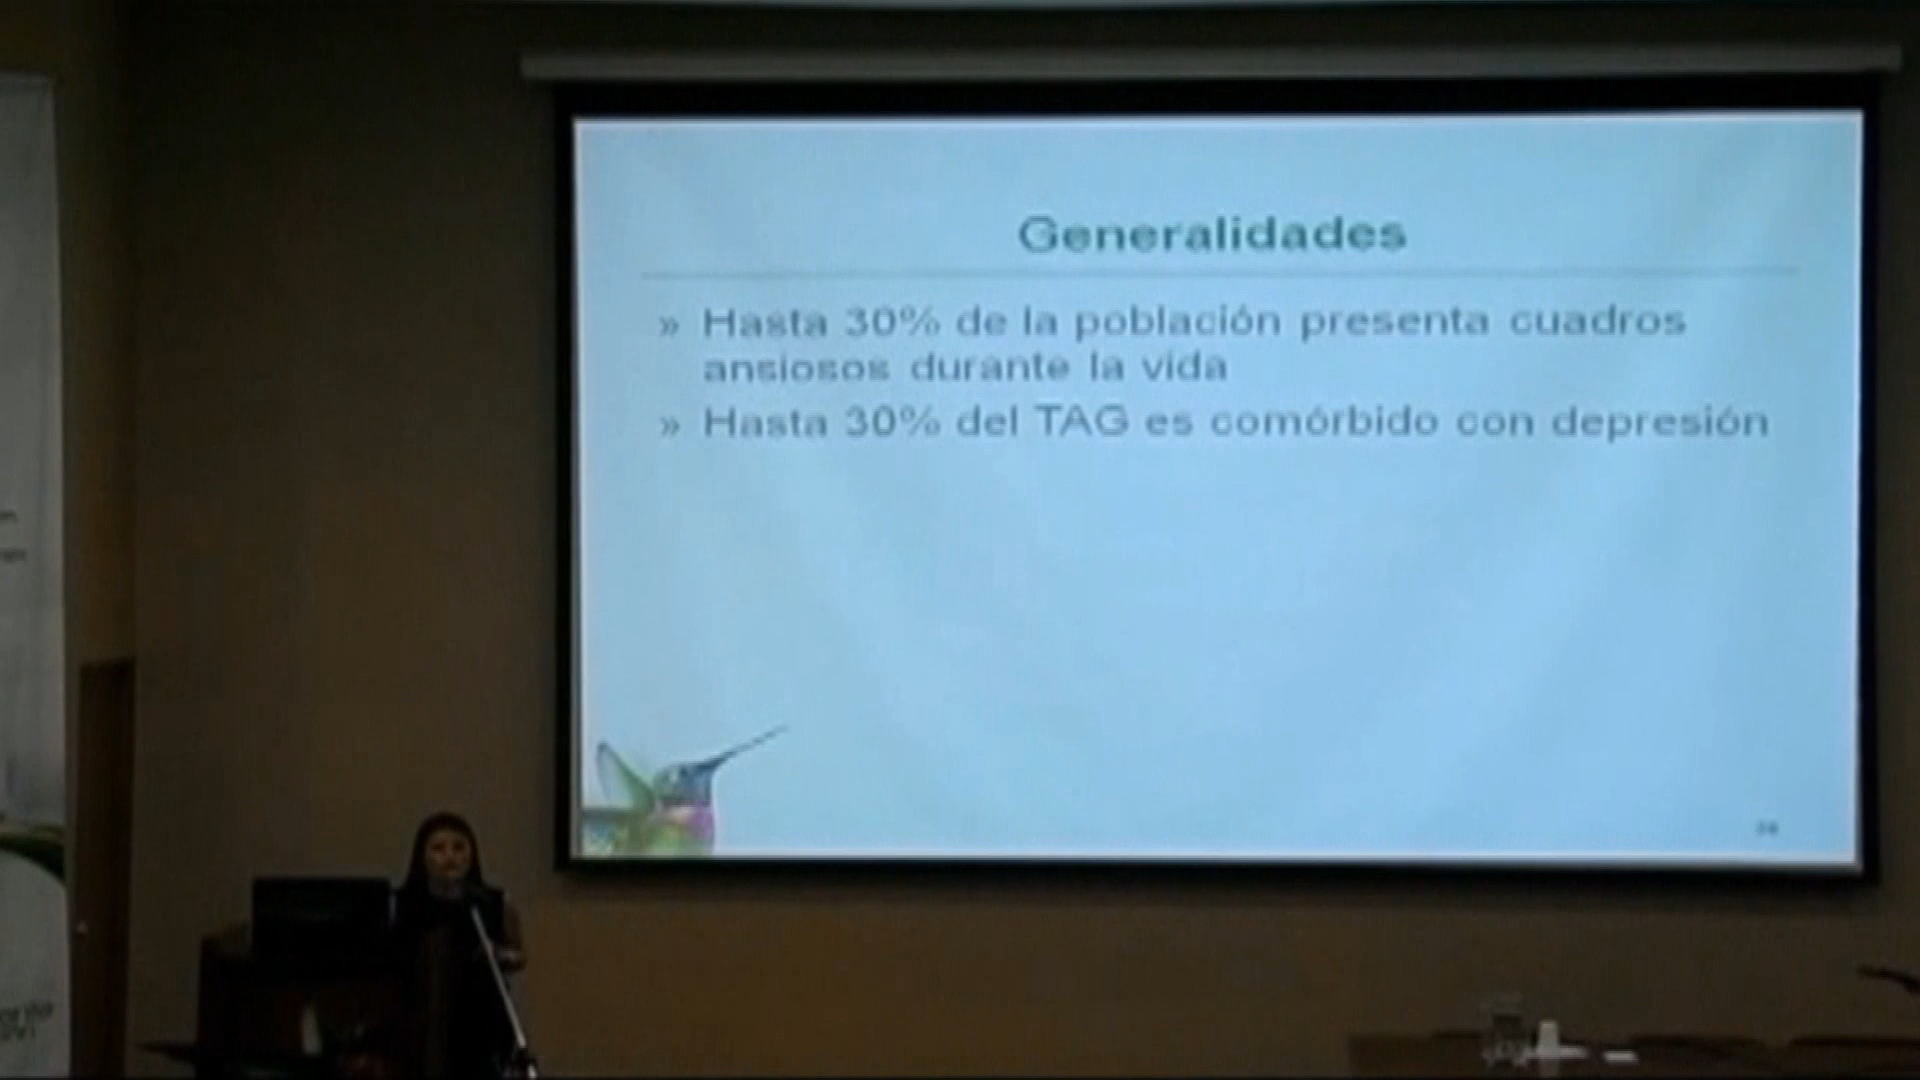 Generalidades
» Hasta 30% de la población presenta cuadros
ansiosos durante la vida
» Hasta 30% del TAG es comórbido con depresión